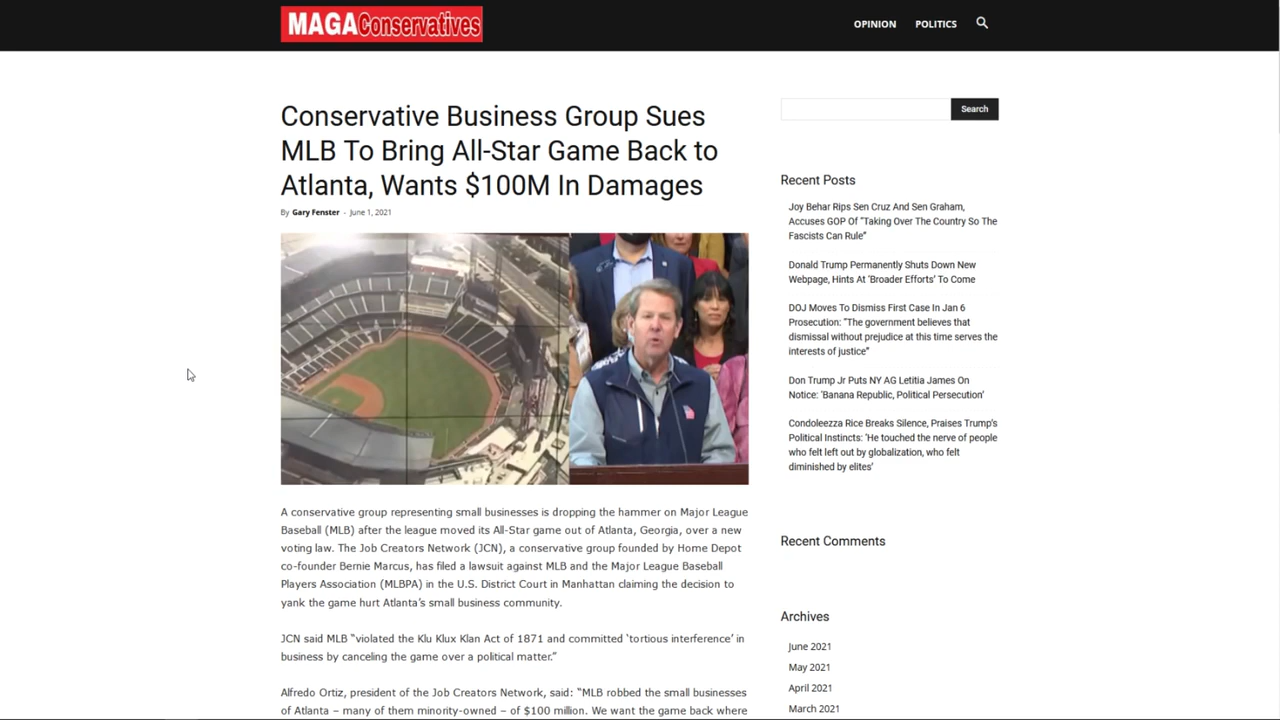 MAGAConservatives
OPINION
POLITICS
Conservative Business Group Sues
MLB To Bring All-Star Game Back to
Atlanta, Wants $100M In Damages
By Gary Fenster - June 1, 2021
A conservative group representing small businesses is dropping the hammer on Major League
Baseball (MLB) after the league moved its All-Star game out of Atlanta, Georgia, over a new
voting law. The Job Creators Network (JCN), a conservative group founded by Home Depot
co-founder Bernie Marcus, has filed a lawsuit against MLB and the Major League Baseball
Players Association (MLBPA) in the U.S. District Court in Manhattan claiming the decision to
yank the game hurt Atlanta's small business community.
JCN said MLB "violated the Klu Klux Klan Act of 1871 and committed 'tortious interference' in
business by canceling the game over a political matter."
Alfredo Ortiz, president of the Job Creators Network, said: "MLB robbed the small businesses
of Atlanta – many of them minority-owned – of $100 million. We want the game back where
Search
Recent Posts
Joy Behar Rips Sen Cruz And Sen Graham,
Accuses GOP Of "Taking Over The Country So The
Fascists Can Rule"
Donald Trump Permanently Shuts Down New
Webpage, Hints At 'Broader Efforts' To Come
DOJ Moves To Dismiss First Case In Jan 6
Prosecution: "The government believes that
dismissal without prejudice at this time serves the
interests of justice"
Don Trump Jr Puts NY AG Letitia James On
Notice: 'Banana Republic, Political Persecution'
Condoleezza Rice Breaks Silence, Praises Trump's
Political Instincts: 'He touched the nerve of people
who felt left out by globalization, who felt
diminished by elites'
Recent Comments
Archives
June 2021
May 2021
April 2021
March 2021